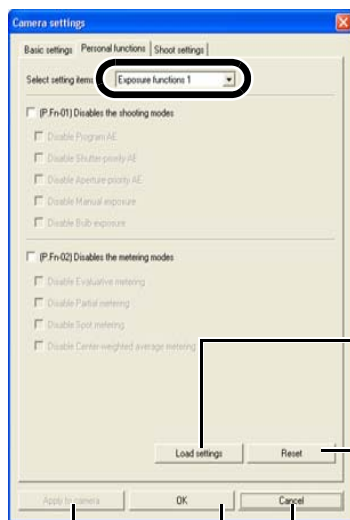 Camera settings
Basic settings Personal functions Shoot settings
Select setting items Exposure functions 1
(P.Fn-01) Disables the shooting modes
Disable Program AE
Disable Shutter-priority AE
Disable Aperture-priority AE
Disable Manual exposure
Disable Bulb exposure
(P.Fn-02) Disables the metering modes
Disable Evaluative metering
Disable Partial metering
Disable Spot metering
Disable Center-weighted average metering
Load settings Reset
Apply to camera OK Cancel